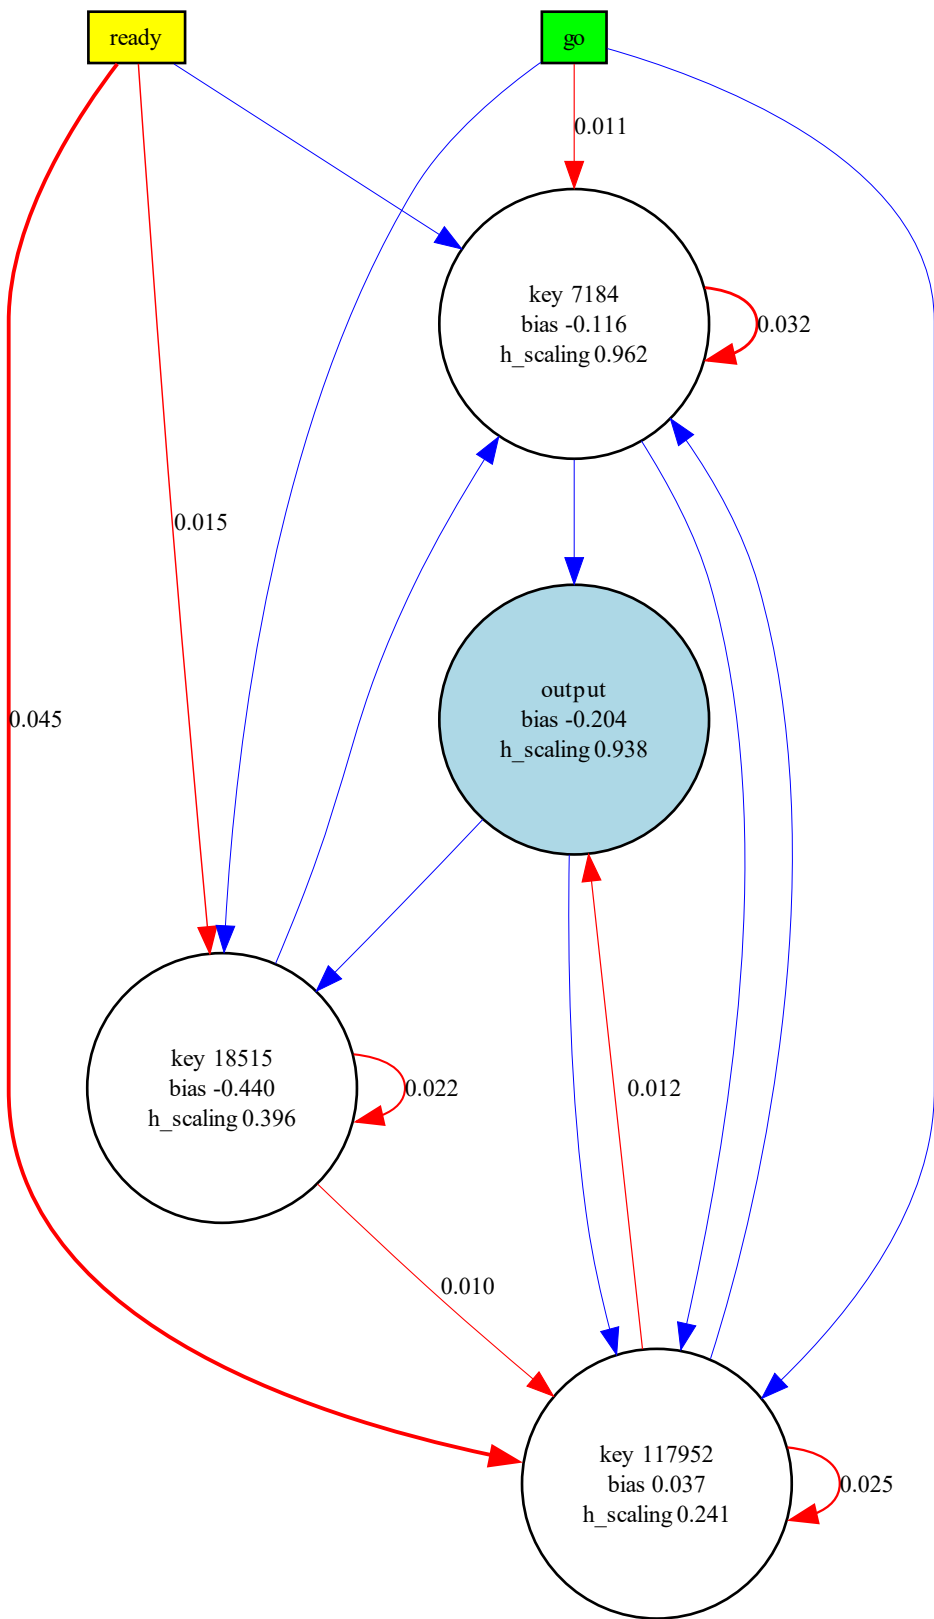 ready
go
0.011
key 7184
bias -0.116
h_scaling 0.962
0.032
0.015
output
bias -0.204
h_scaling 0.938
0.045
key 18515
bias -0.440
h_scaling 0.396
0.022
0.012
0.010
key 117952
bias 0.037
h_scaling 0.241
0.025